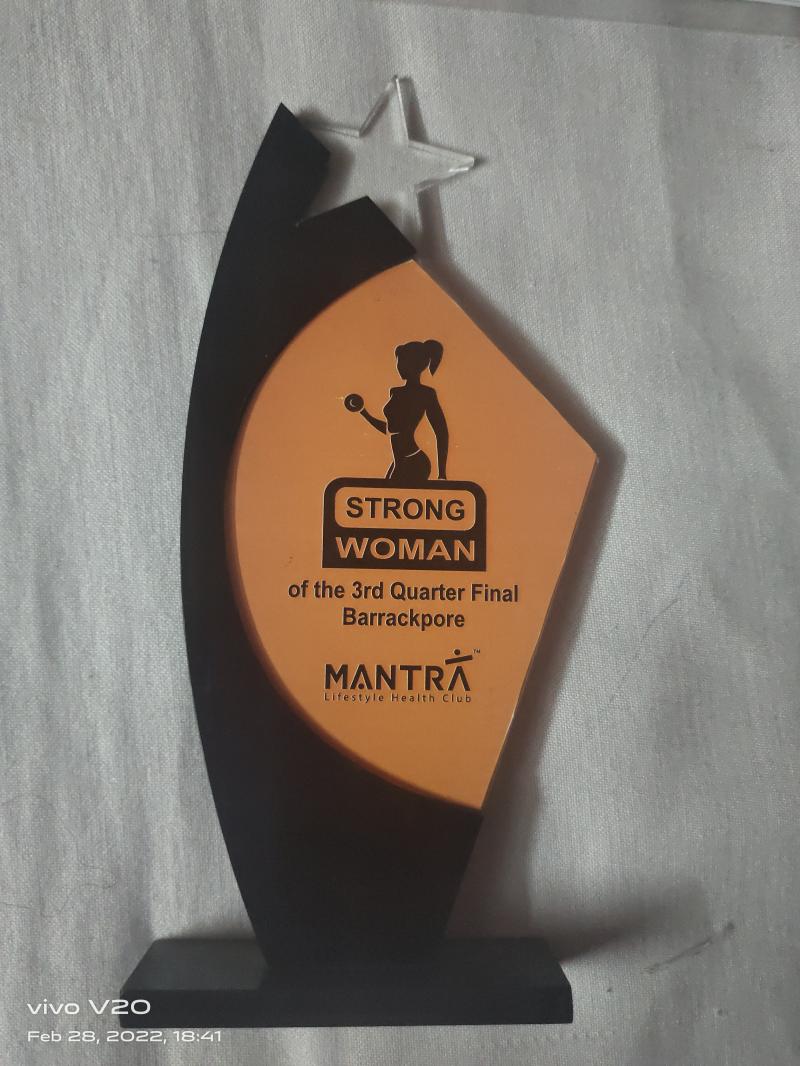 STRONG
WOMAN
of the 3rd Quarter Final
Barrackpore
MANTRA™
Lifestyle Health Club
vivo V20
Feb 28, 2022, 18:41